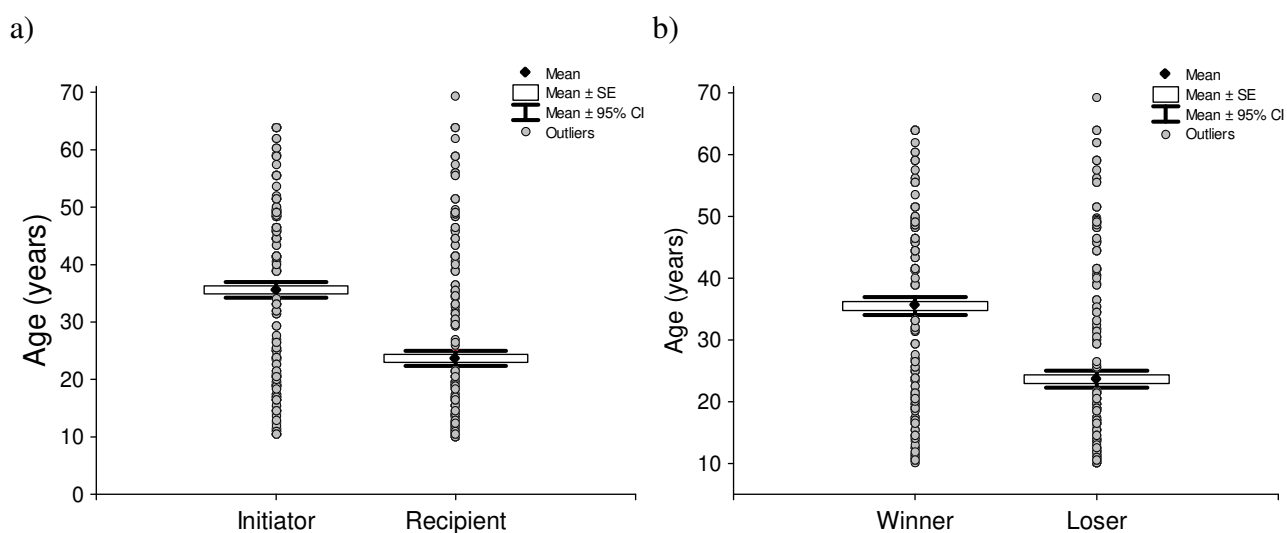 a)
Mean
Mean ± SE
Mean ± 95% CI
Outliers
70
60
50
40
30
20
10
0
Age (years)
Initiator Recipient
b)
Mean
Mean ± SE
Mean ± 95% CI
Outliers
70
60
50
40
30
20
10
Age (years)
Winner Loser